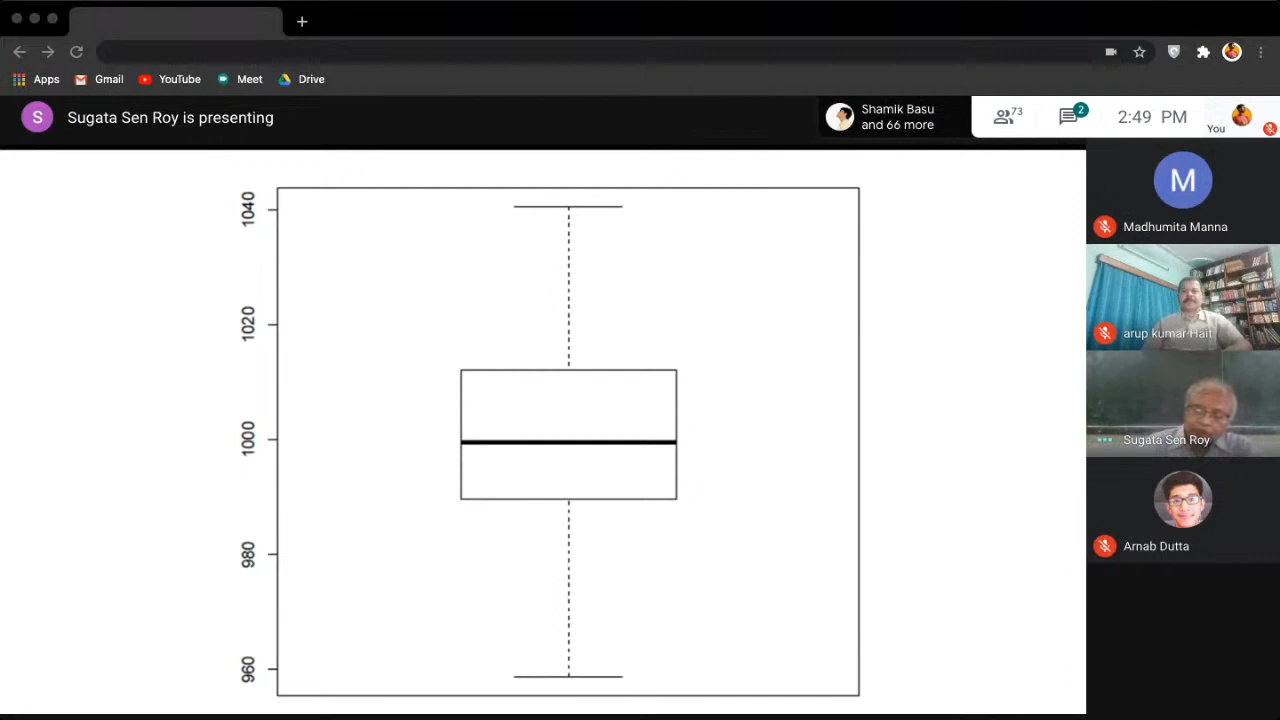 Apps
Gmail
YouTube
Meet
Drive
S
Sugata Sen Roy is presenting
Shamik Basu
and 66 more
73
2
2:49 PM
You
M
Madhumita Manna
arup kumar Hait
Sugata Sen Roy
Arnab Dutta
1040
1020
1000
980
960